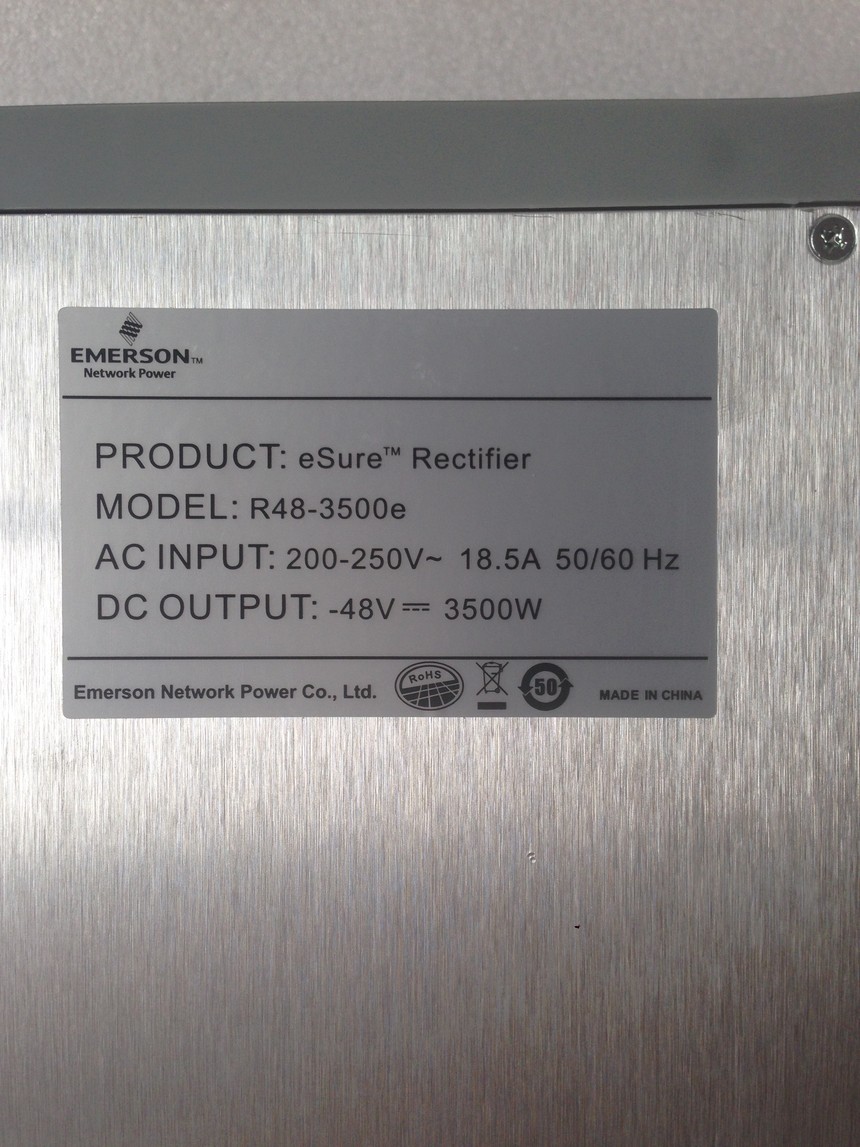 EMERSON™
Network Power
PRODUCT: eSure™ Rectifier
MODEL: R48-3500e
AC INPUT: 200-250V~ 18.5A 50/60 Hz
DC OUTPUT: -48V⎓ 3500W
Emerson Network Power Co., Ltd. RoHS 50 MADE IN CHINA